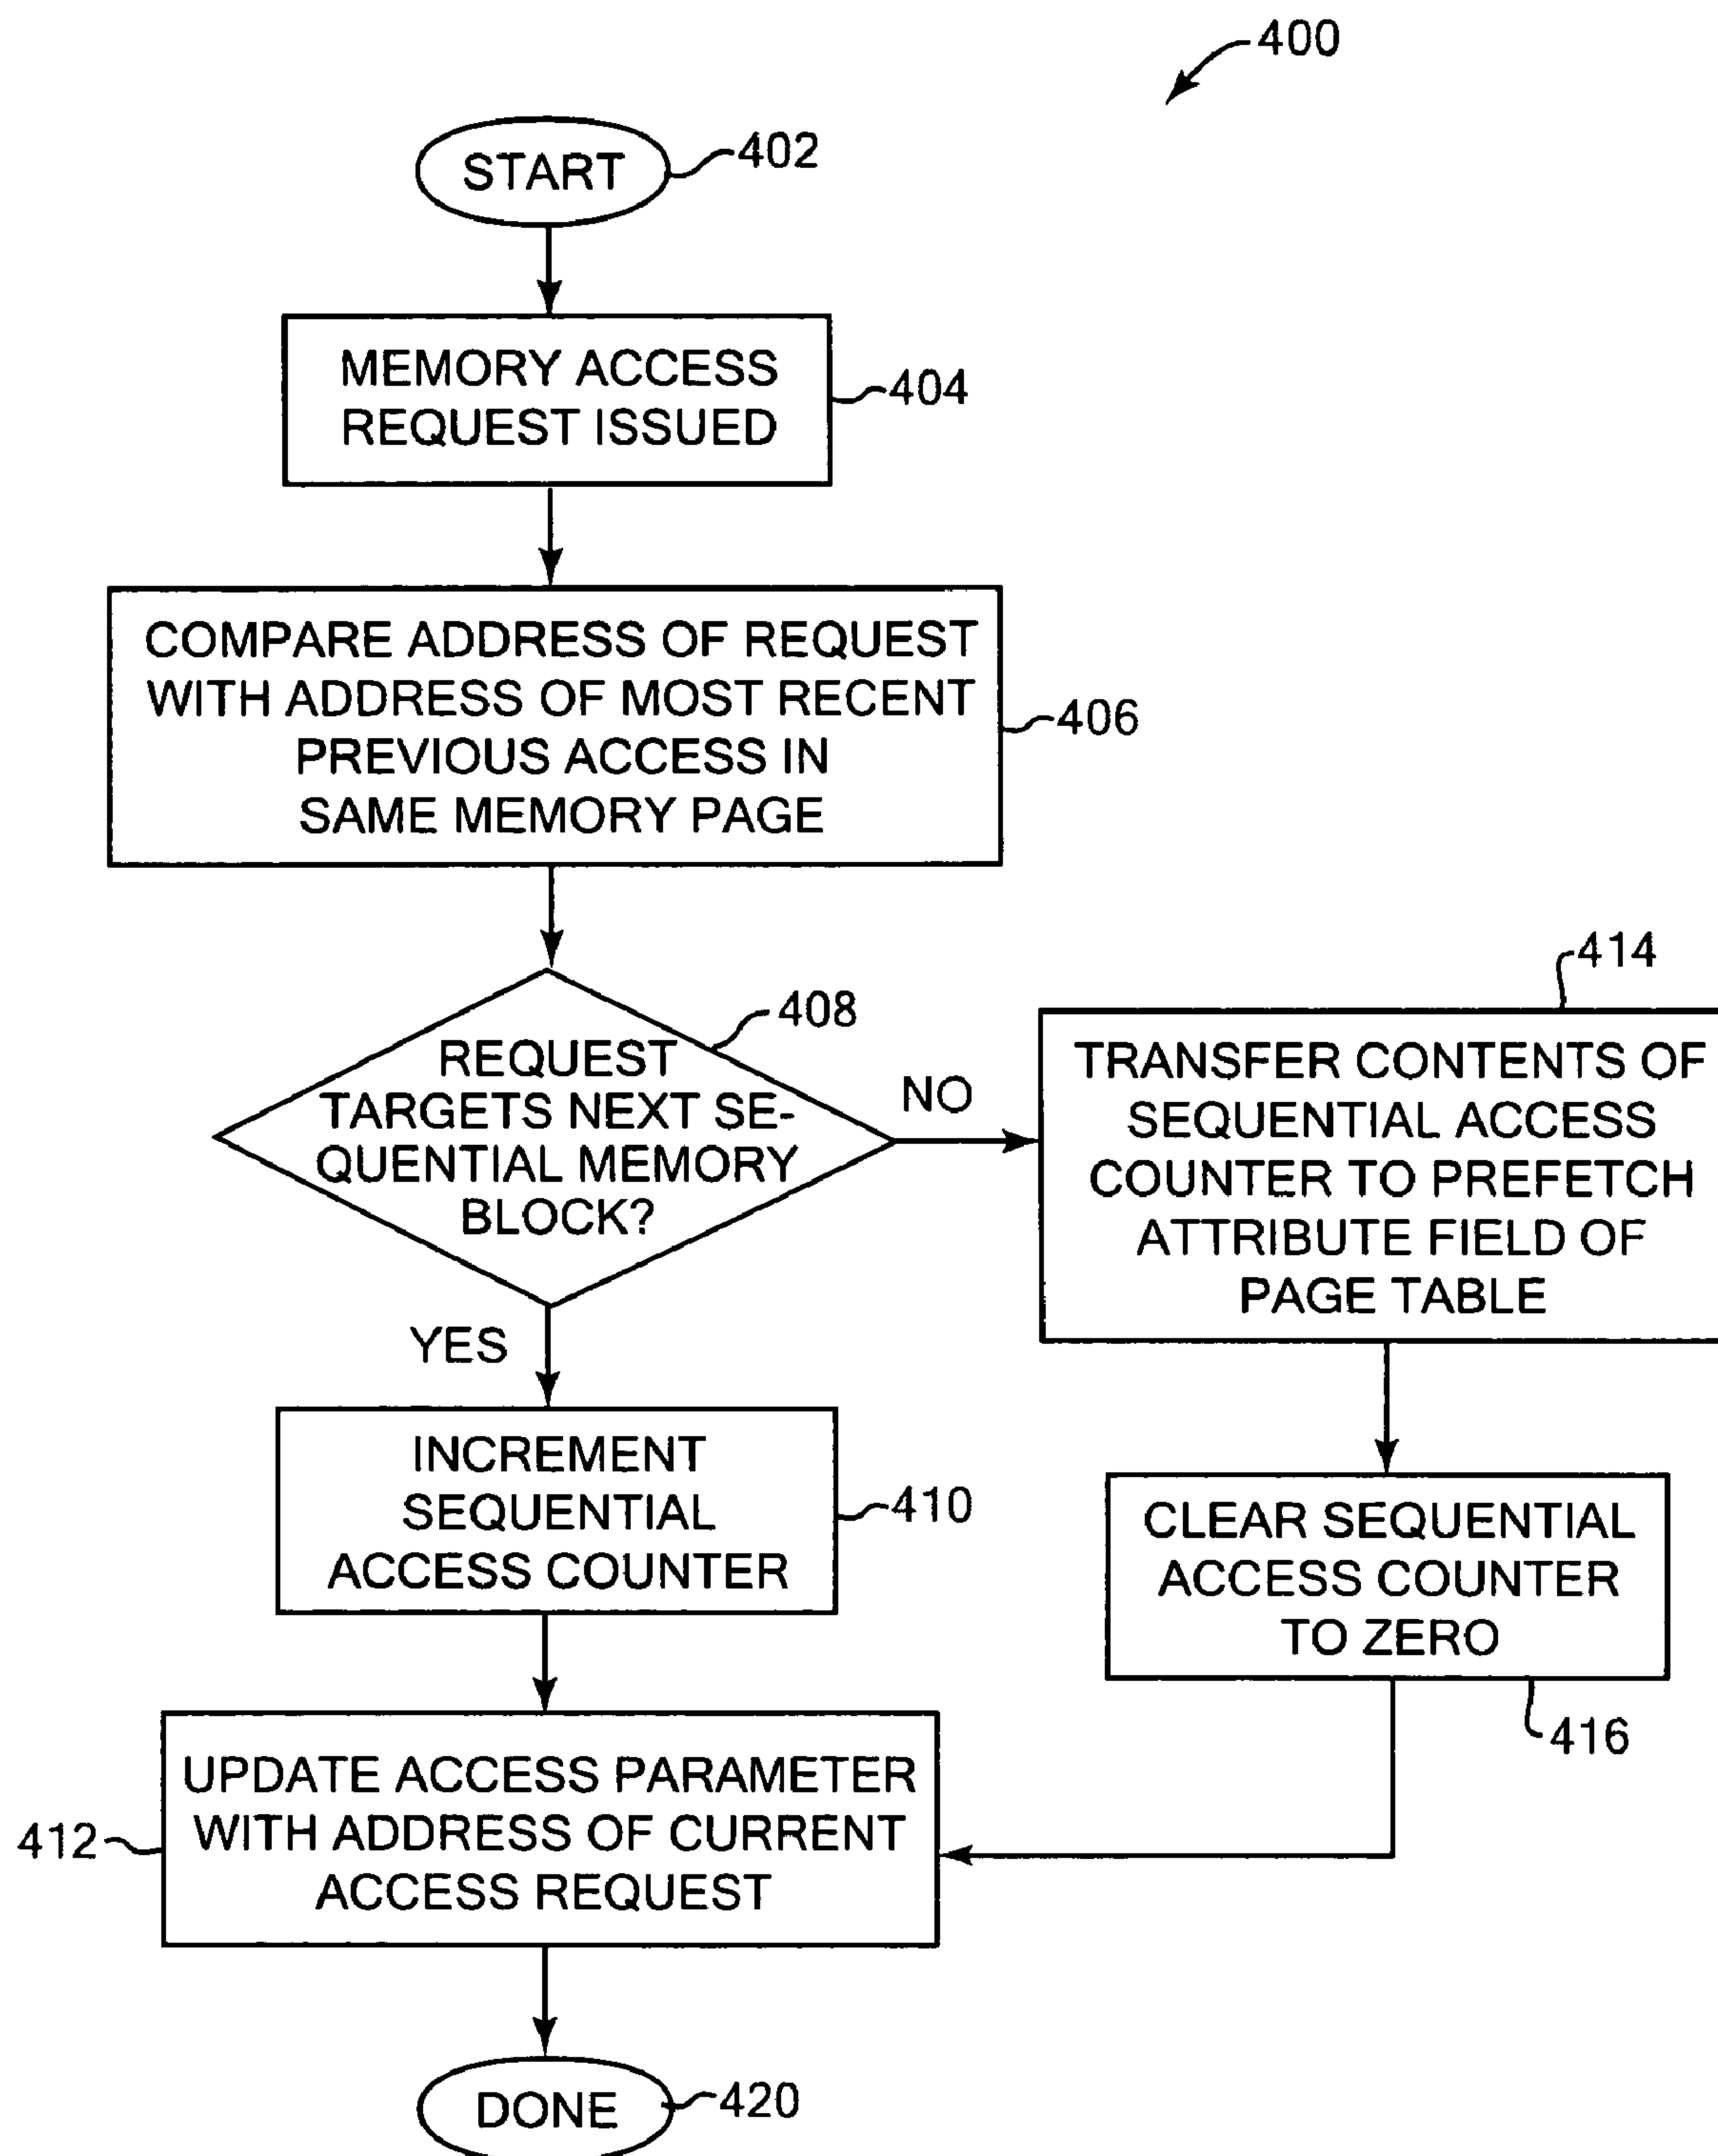 400
START
402
MEMORY ACCESS
REQUEST ISSUED
404
COMPARE ADDRESS OF REQUEST
WITH ADDRESS OF MOST RECENT
PREVIOUS ACCESS IN
SAME MEMORY PAGE
406
408
REQUEST
TARGETS NEXT SE-
QUENTIAL MEMORY
BLOCK?
NO
YES
414
TRANSFER CONTENTS OF
SEQUENTIAL ACCESS
COUNTER TO PREFETCH
ATTRIBUTE FIELD OF
PAGE TABLE
INCREMENT
SEQUENTIAL
ACCESS COUNTER
410
CLEAR SEQUENTIAL
ACCESS COUNTER
TO ZERO
416
UPDATE ACCESS PARAMETER
WITH ADDRESS OF CURRENT
ACCESS REQUEST
412
DONE
420